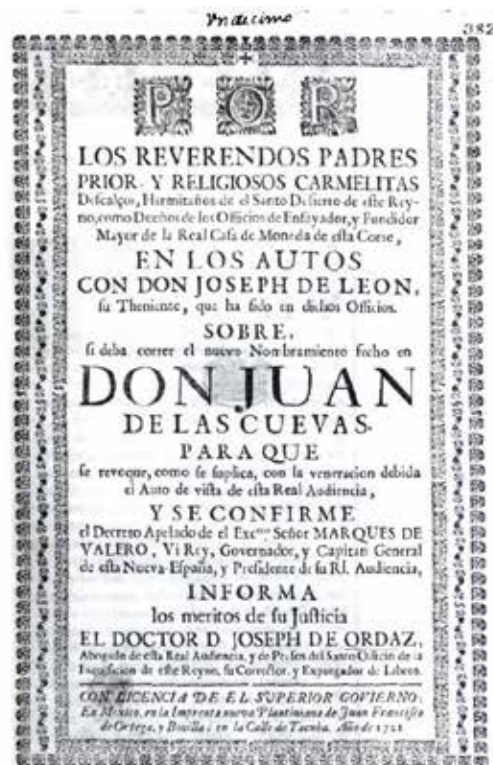 Vndecimo
382
POR
LOS REVERENDOS PADRES
PRIOR, Y RELIGIOSOS CARMELITAS
Descalços, Hermitaños de el Santo Desierto de este Rey-
no, como Dueños de los Officios de Ensayador, y Fundidor
Mayor de la Real Casa de Moneda de esta Corte,
EN LOS AUTOS
CON DON JOSEPH DE LEON,
su Theniente, que ha sido en dichos Officios.
SOBRE,
si deba correr el nuevo Nombramiento fecho en
DON JUAN
DE LAS CUEVAS.
PARA QUE
se revoque, como se suplica, con la veneracion debida
el Auto de vista de esta Real Audiencia,
Y SE CONFIRME
el Decreto Apelado de el Exc.mo Señor MARQUES DE
VALERO, Vi Rey, Governador, y Capitan General
de esta Nueva-España, y Presidente de su Rl. Audiencia,
INFORMA
los meritos de su Justicia
EL DOCTOR D. JOSEPH DE ORDAZ,
Abogado de esta Real Audiencia, y de Presos del Santo Officio de la
Inquisicion de este Reyno, su Corrector, y Expurgador de Libros.
CON LICENCIA DE EL SUPERIOR GOVIERNO.
En Mexico, en la Imprenta nueva Plantiniana de Juan Francisco
de Ortega, y Bonilla: en la Calle de Tacuba. Año de 1721